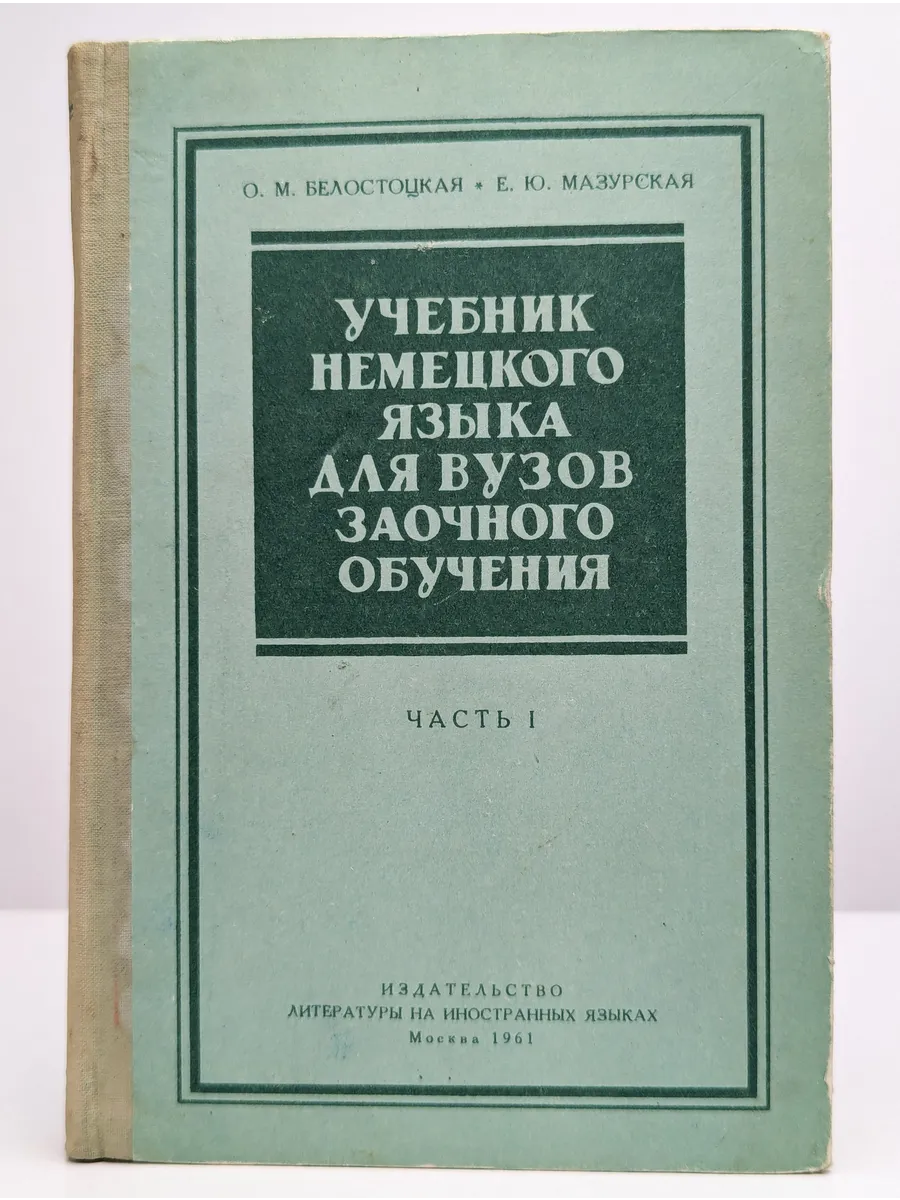 О. М. БЕЛОСТОЦКАЯ * Е. Ю. МАЗУРСКАЯ
УЧЕБНИК
НЕМЕЦКОГО
ЯЗЫКА
ДЛЯ ВУЗОВ
ЗАОЧНОГО
ОБУЧЕНИЯ
ЧАСТЬ I
ИЗДАТЕЛЬСТВО
ЛИТЕРАТУРЫ НА ИНОСТРАННЫХ ЯЗЫКАХ
Москва 1961